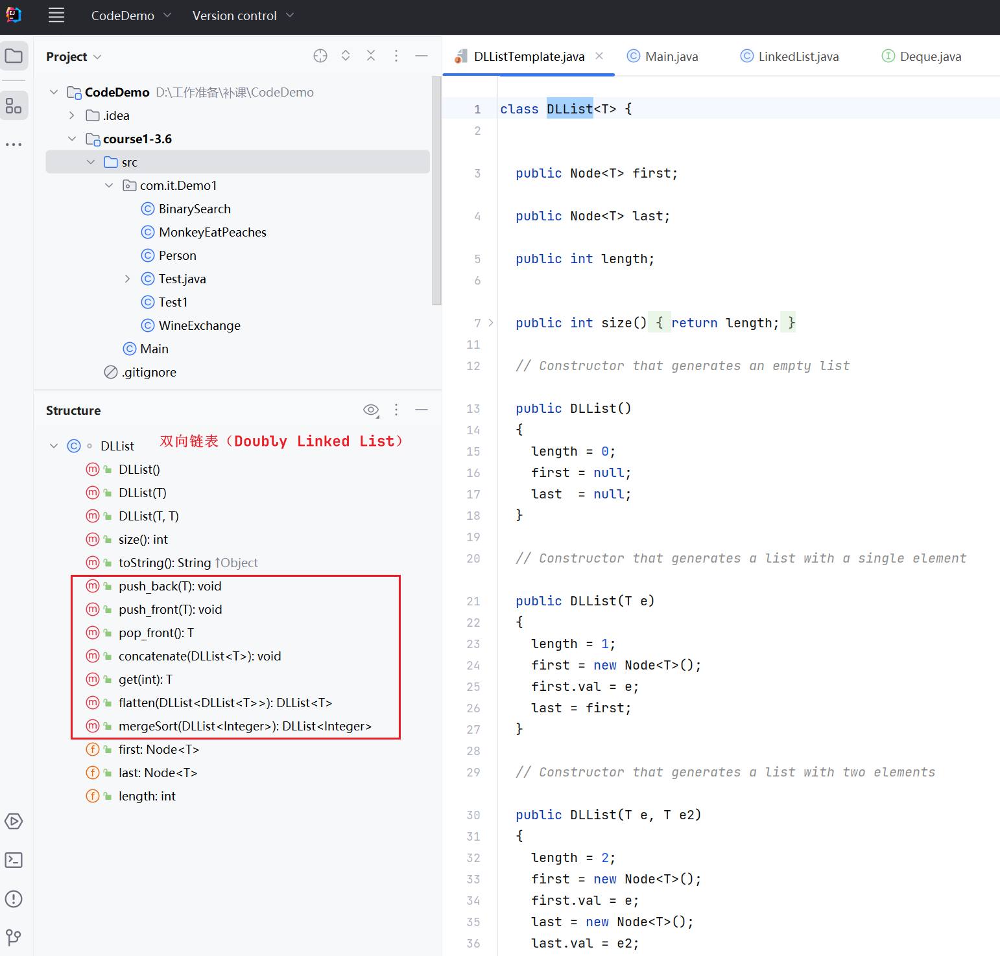 CodeDemo Version control
Project
CodeDemo D:\工作准备\补课\CodeDemo
.idea
course1-3.6
src
com.it.Demo1
BinarySearch
MonkeyEatPeaches
Person
Test.java
Test1
WineExchange
Main
.gitignore
Structure
DLList 双向链表（Doubly Linked List）
DLList()
DLList(T)
DLList(T, T)
size(): int
toString(): String ↑Object
push_back(T): void
push_front(T): void
pop_front(): T
concatenate(DLList<T>): void
get(int): T
flatten(DLList<DLList<T>>): DLList<T>
mergeSort(DLList<Integer>): DLList<Integer>
first: Node<T>
last: Node<T>
length: int
DLListTemplate.java Main.java LinkedList.java Deque.java
1 class DLList<T> {
2
3 public Node<T> first;
4 public Node<T> last;
5 public int length;
6
7 public int size() { return length; }
11
12 // Constructor that generates an empty list
13 public DLList()
14 {
15 length = 0;
16 first = null;
17 last  = null;
18 }
19
20 // Constructor that generates a list with a single element
21 public DLList(T e)
22 {
23 length = 1;
24 first = new Node<T>();
25 first.val = e;
26 last = first;
27 }
28
29 // Constructor that generates a list with two elements
30 public DLList(T e, T e2)
31 {
32 length = 2;
33 first = new Node<T>();
34 first.val = e;
35 last = new Node<T>();
36 last.val = e2;